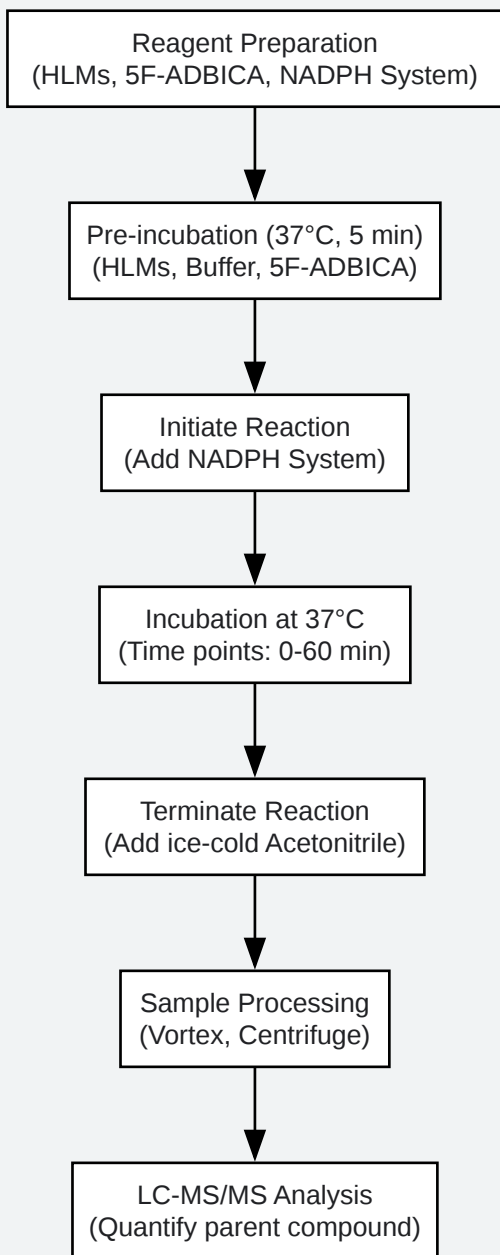 Reagent Preparation
(HLMs, 5F-ADBICA, NADPH System)
Pre-incubation (37°C, 5 min)
(HLMs, Buffer, 5F-ADBICA)
Initiate Reaction
(Add NADPH System)
Incubation at 37°C
(Time points: 0-60 min)
Terminate Reaction
(Add ice-cold Acetonitrile)
Sample Processing
(Vortex, Centrifuge)
LC-MS/MS Analysis
(Quantify parent compound)